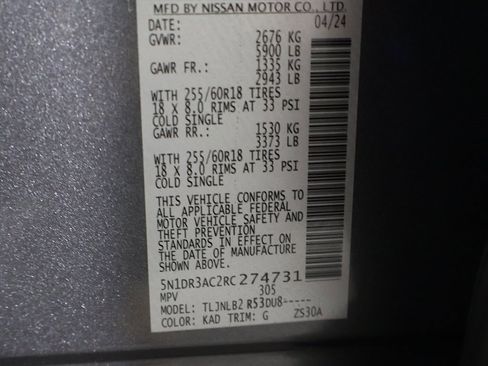 MFD BY NISSAN MOTOR CO., LTD.
DATE: 04/24
GVWR: 2676 KG
5900 LB
GAWR FR.: 1335 KG
2943 LB
WITH 255/60R18 TIRES
18 X 8.0 RIMS AT 33 PSI
COLD SINGLE
GAWR RR.: 1530 KG
3373 LB
WITH 255/60R18 TIRES
18 X 8.0 RIMS AT 33 PSI
COLD SINGLE
THIS VEHICLE CONFORMS TO
ALL APPLICABLE FEDERAL
MOTOR VEHICLE SAFETY AND
THEFT PREVENTION
STANDARDS IN EFFECT ON
THE DATE OF MANUFACTURE
SHOWN ABOVE.
5N1DR3AC2RC274731
MPV 305
MODEL: TLJNLB2 R53DU8-----
COLOR: KAD TRIM: G ZS30A